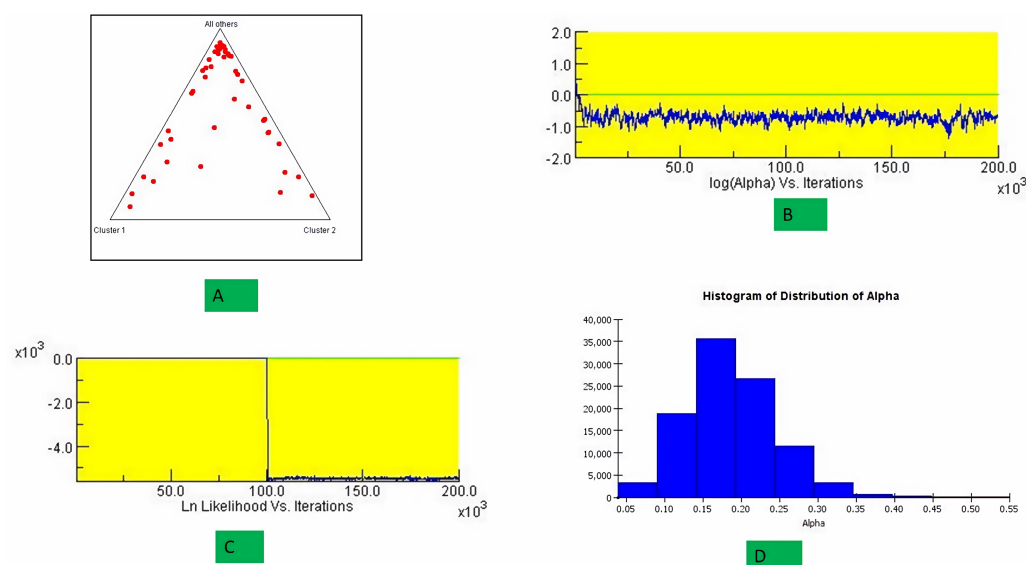 All others
Cluster 1
Cluster 2
A
2.0
1.0
0.0
-1.0
-2.0
50.0
100.0
150.0
200.0
x10³
log(Alpha) Vs. Iterations
B
x10³
0.0
-2.0
-4.0
50.0
100.0
150.0
200.0
x10³
Ln Likelihood Vs. Iterations
C
Histogram of Distribution of Alpha
40,000
35,000
30,000
25,000
20,000
15,000
10,000
5,000
0
0.05
0.10
0.15
0.20
0.25
0.30
0.35
0.40
0.45
0.50
0.55
Alpha
D